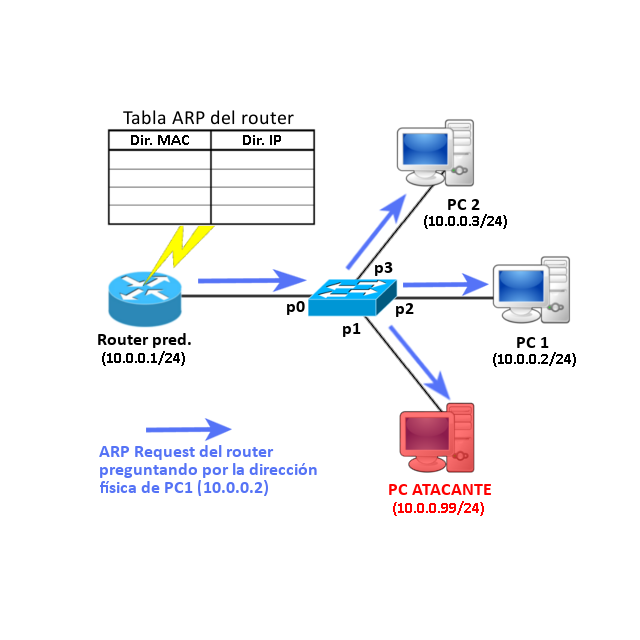 Tabla ARP del router
Dir. MAC
Dir. IP
PC 2
(10.0.0.3/24)
p3
p0
p2
p1
Router pred.
(10.0.0.1/24)
PC 1
(10.0.0.2/24)
ARP Request del router
preguntando por la dirección
física de PC1 (10.0.0.2)
PC ATACANTE
(10.0.0.99/24)